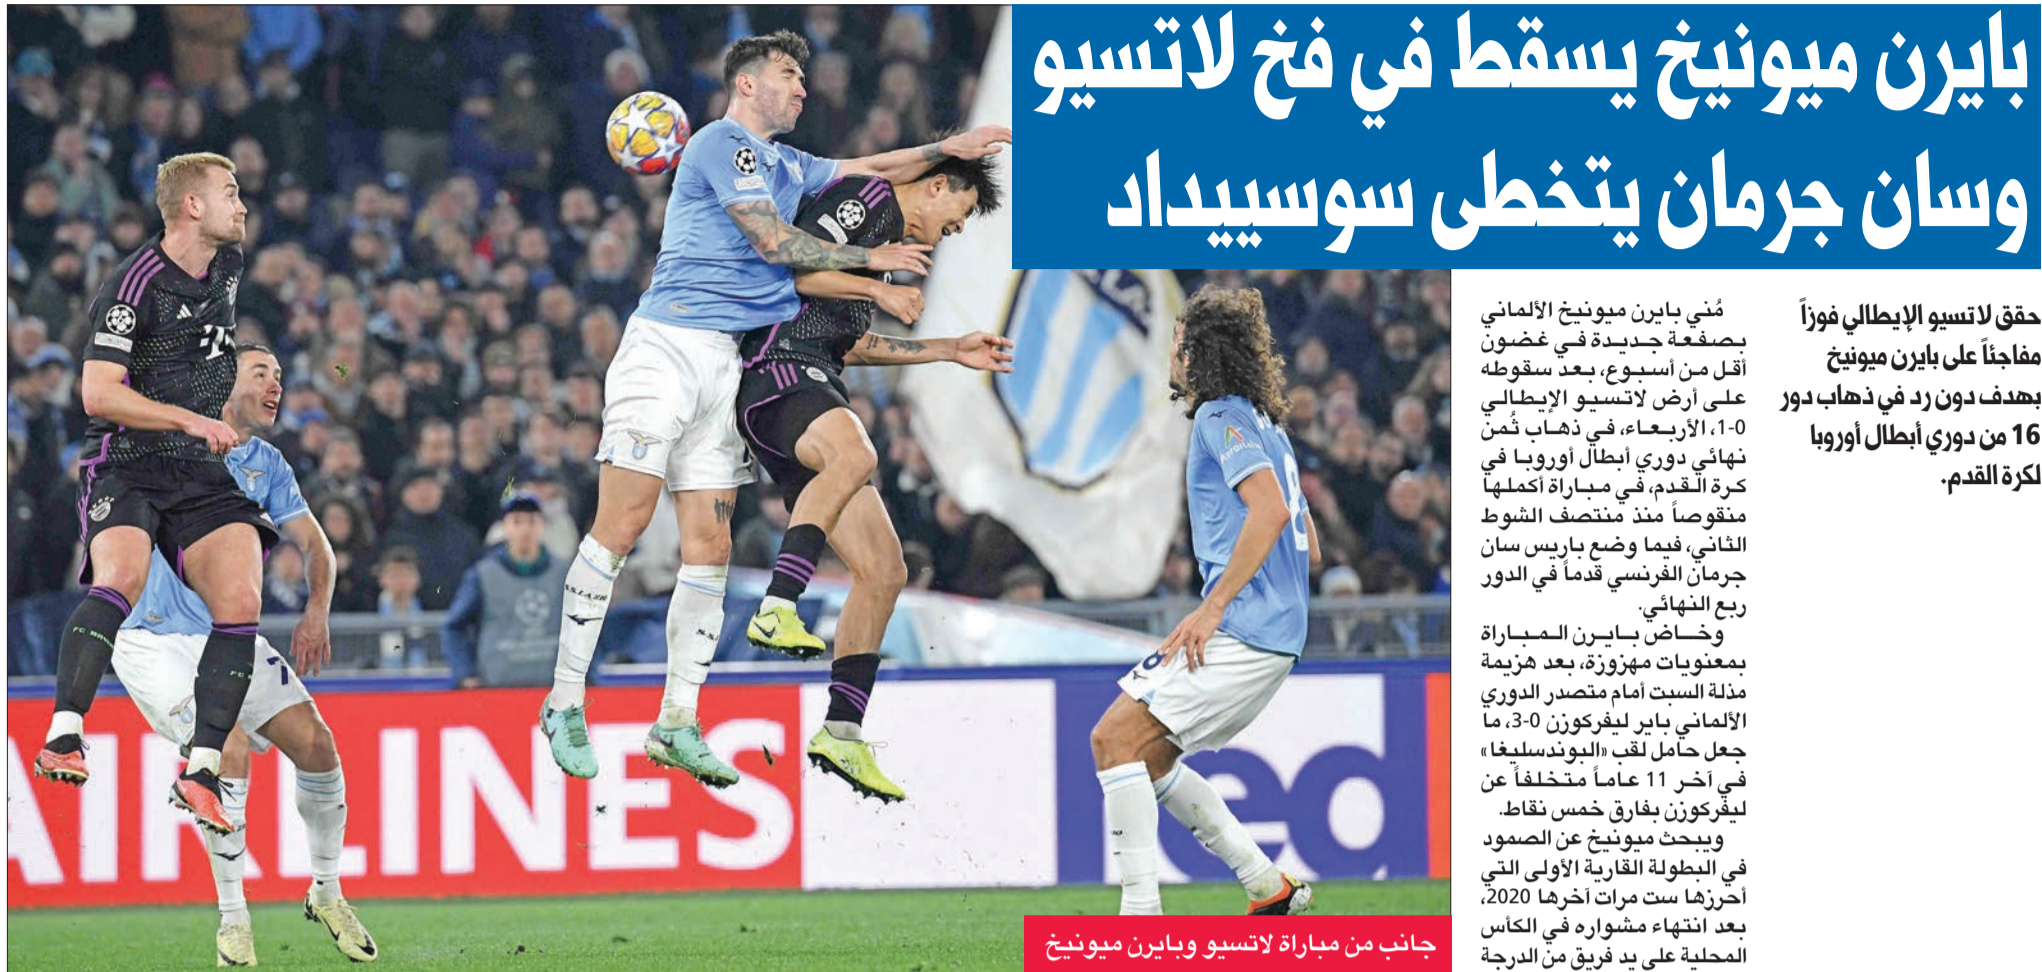 بايرن ميونيخ يسقط في فخ لاتسيو
وسان جرمان يتخطى سوسييداد
حقق لاتسيو الإيطالي فوزاً
مفاجئاً على بايرن ميونيخ
بهدف دون رد في ذهاب دور
16 من دوري أبطال أوروبا
لكرة القدم.
مُني بايرن ميونيخ الألماني
بصفعة جديدة في غضون
أقل من أسبوع، بعد سقوطه
على أرض لاتسيو الإيطالي
0-1، الأربعاء، في ذهاب ثُمن
نهائي دوري أبطال أوروبا في
كرة القدم، في مباراة أكملها
منقوصاً منذ منتصف الشوط
الثاني، فيما وضع باريس سان
جرمان الفرنسي قدماً في الدور
ربع النهائي.
وخاض بايرن المباراة
بمعنويات مهزوزة، بعد هزيمة
مذلة السبت أمام متصدر الدوري
الألماني باير ليفركوزن 0-3، ما
جعل حامل لقب «البوندسليغا»
في آخر 11 عاماً متخلفاً عن
ليفركوزن بفارق خمس نقاط.
ويبحث ميونيخ عن الصمود
في البطولة القارية الأولى التي
أحرزها ست مرات آخرها 2020،
بعد انتهاء مشواره في الكأس
المحلية على يد فريق من الدرجة
AIRLINES
ed
جانب من مباراة لاتسيو وبايرن ميونيخ